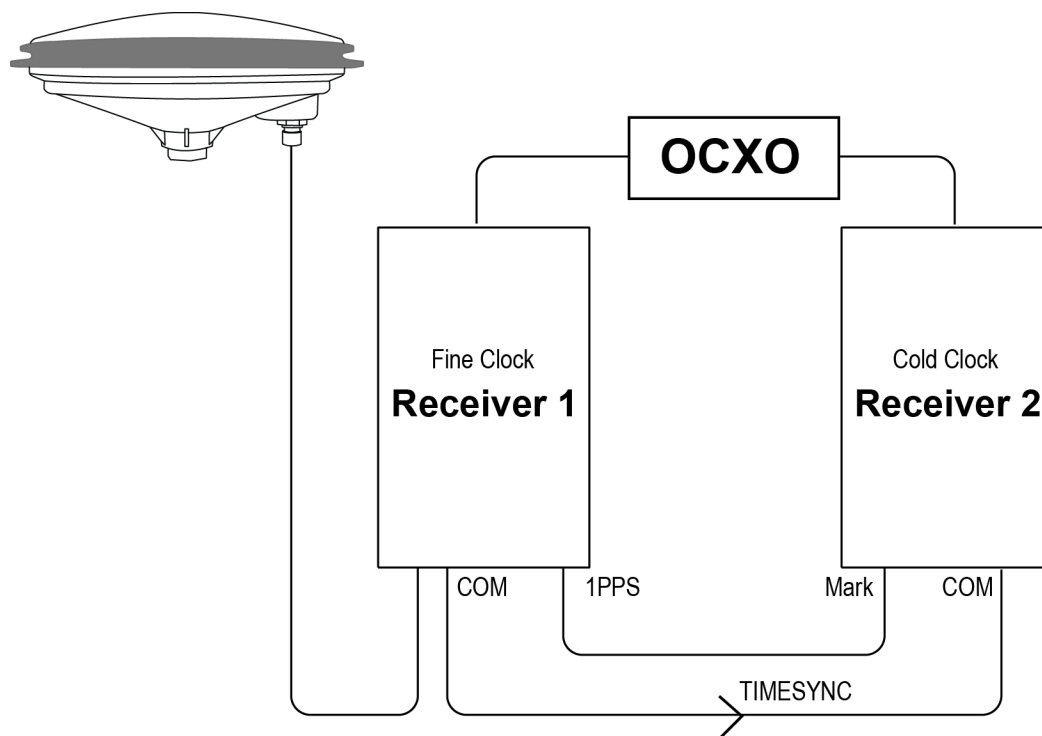 OCXO
Fine Clock
Receiver 1
Cold Clock
Receiver 2
COM
1PPS
Mark
COM
TIMESYNC